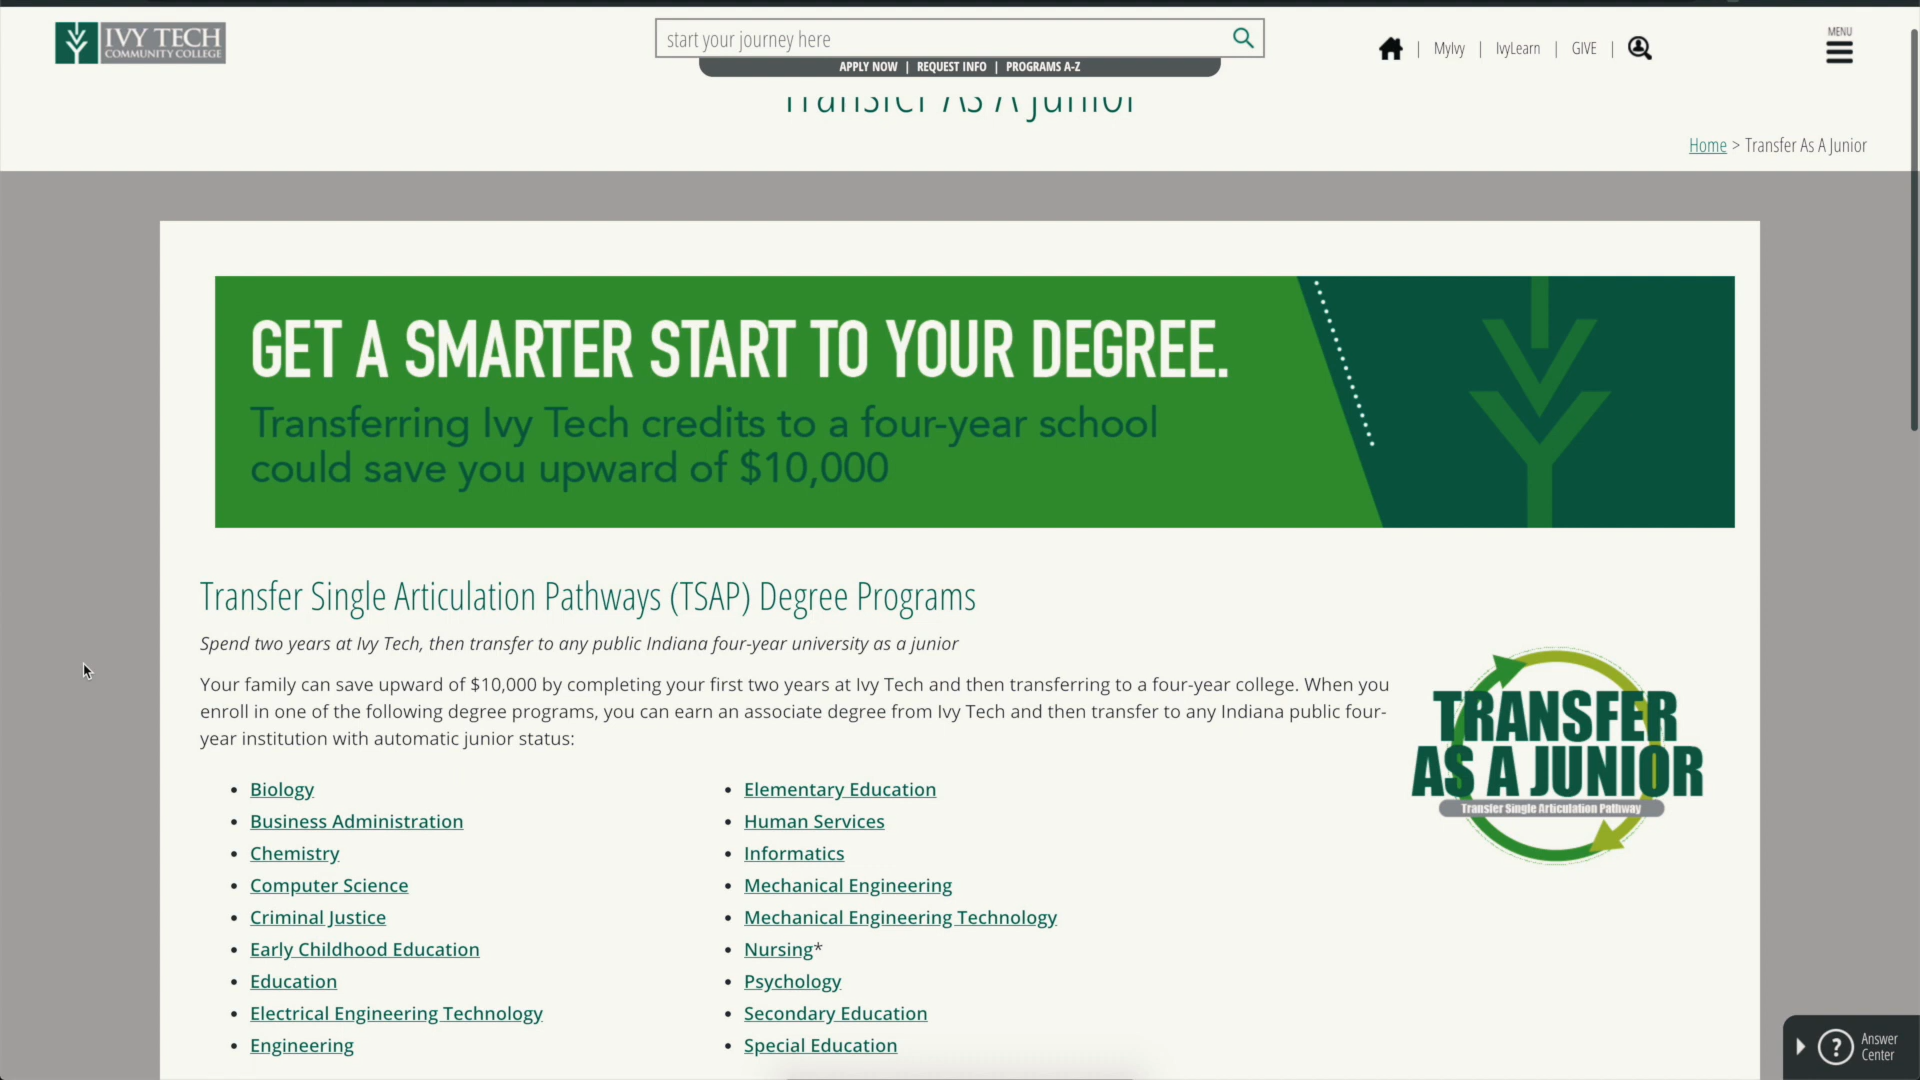 IVY TECH
COMMUNITY COLLEGE
start your journey here
APPLY NOW | REQUEST INFO | PROGRAMS A-Z
| MyIvy | IvyLearn | GIVE |
MENU
Transfer As A Junior
Home > Transfer As A Junior
GET A SMARTER START TO YOUR DEGREE.
Transferring Ivy Tech credits to a four-year school
could save you upward of $10,000
Transfer Single Articulation Pathways (TSAP) Degree Programs
Spend two years at Ivy Tech, then transfer to any public Indiana four-year university as a junior
Your family can save upward of $10,000 by completing your first two years at Ivy Tech and then transferring to a four-year college. When you
enroll in one of the following degree programs, you can earn an associate degree from Ivy Tech and then transfer to any Indiana public four-
year institution with automatic junior status:
• Biology
• Business Administration
• Chemistry
• Computer Science
• Criminal Justice
• Early Childhood Education
• Education
• Electrical Engineering Technology
• Engineering
• Elementary Education
• Human Services
• Informatics
• Mechanical Engineering
• Mechanical Engineering Technology
• Nursing*
• Psychology
• Secondary Education
• Special Education
TRANSFER
AS A JUNIOR
Transfer Single Articulation Pathway
? Answer
Center